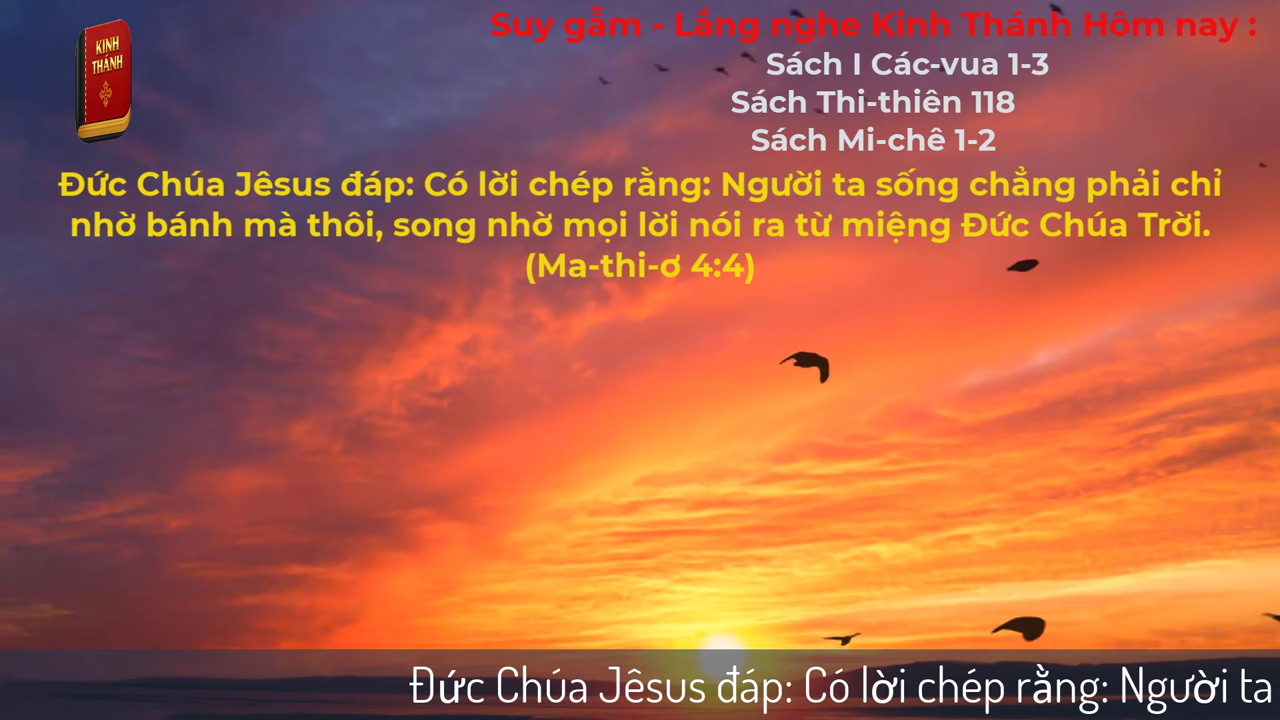 Suy gẫm - Lắng nghe Kinh Thánh Hôm nay :
KINH
THÁNH
Sách I Các-vua 1-3
Sách Thi-thiên 118
Sách Mi-chê 1-2
Đức Chúa Jêsus đáp: Có lời chép rằng: Người ta sống chẳng phải chỉ
nhờ bánh mà thôi, song nhờ mọi lời nói ra từ miệng Đức Chúa Trời.
(Ma-thi-ơ 4:4)
Đức Chúa Jêsus đáp: Có lời chép rằng: Người ta